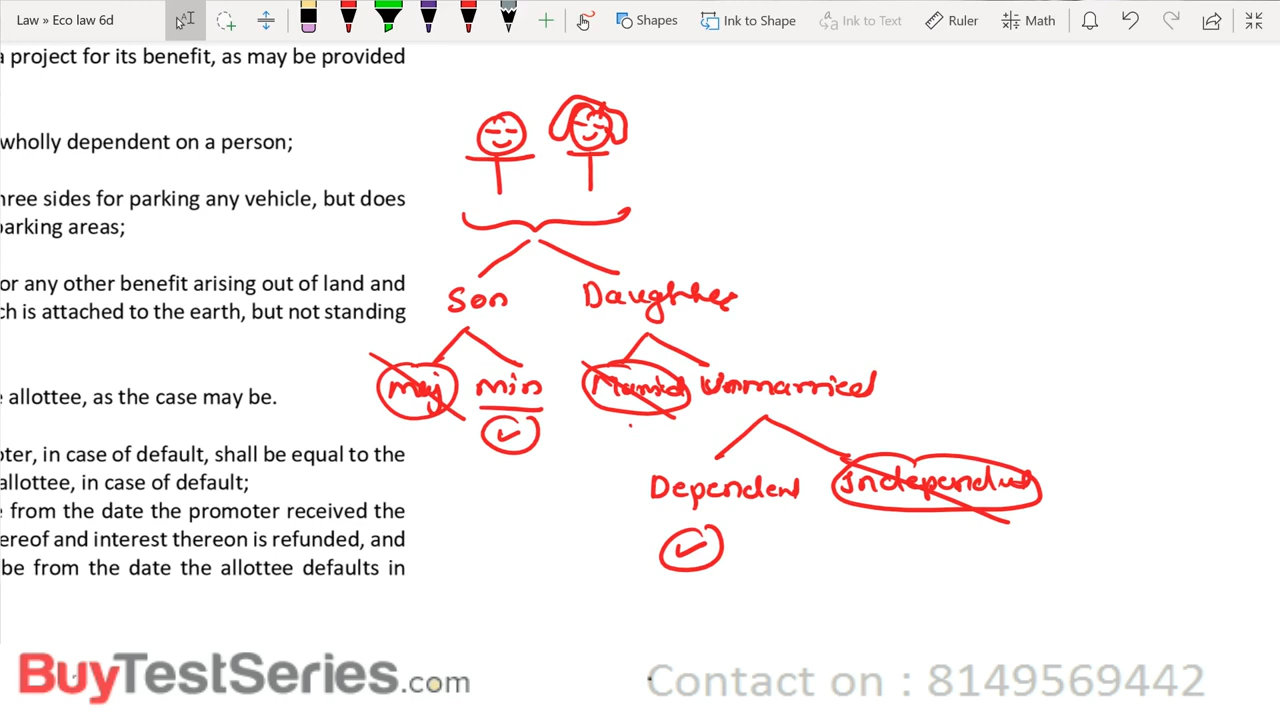 Law » Eco law 6d
Shapes
Ink to Shape
Ink to Text
Ruler
Math
a project for its benefit, as may be provided
wholly dependent on a person;
hree sides for parking any vehicle, but does
parking areas;
or any other benefit arising out of land and
ch is attached to the earth, but not standing
e allottee, as the case may be.
oter, in case of default, shall be equal to the
allottee, in case of default;
e from the date the promoter received the
ereof and interest thereon is refunded, and
be from the date the allottee defaults in
Son Daughter
Maj Min Married Unmarried
Dependent Independent
BuyTestSeries.com
Contact on : 8149569442